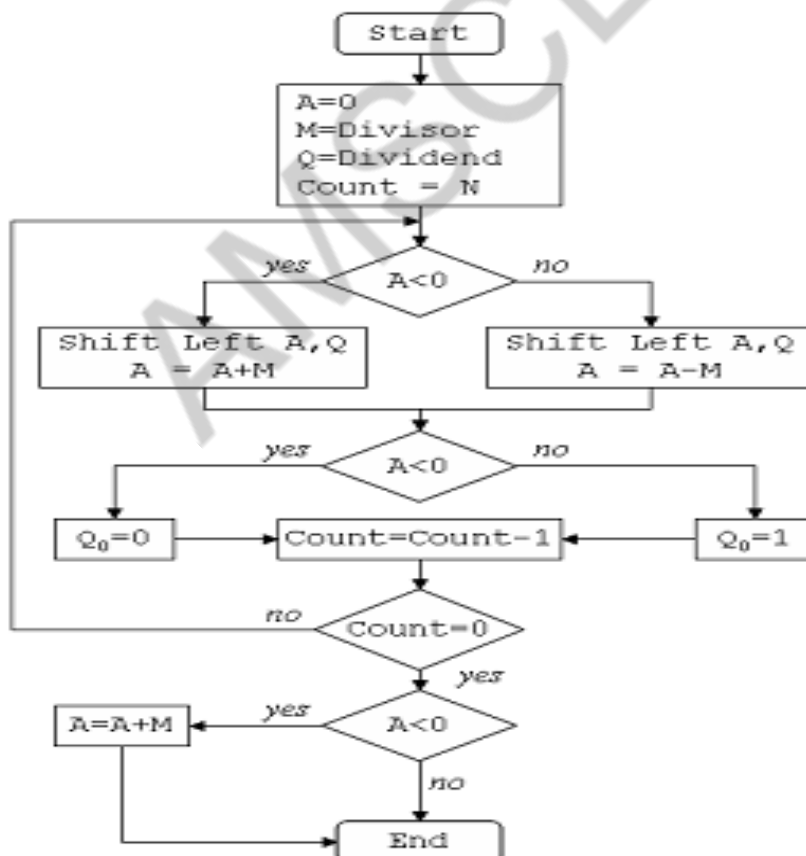 Start
A=0
M=Divisor
Q=Dividend
Count = N
yes
A<0
no
Shift Left A,Q
A = A+M
Shift Left A,Q
A = A-M
yes
A<0
no
Q₀=0
Count=Count-1
Q₀=1
no
Count=0
yes
A=A+M
yes
A<0
no
End